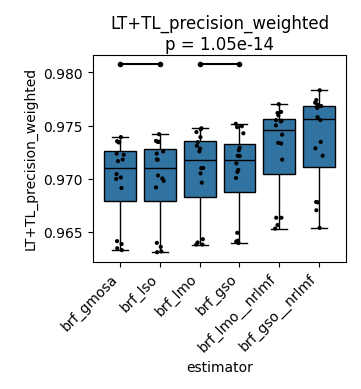 LT+TL_precision_weighted
p = 1.05e-14
LT+TL_precision_weighted
0.980
0.975
0.970
0.965
brf_gmosa
brf_lso
brf_lmo
brf_gso
brf_lmo__nrlmf
brf_gso__nrlmf
estimator